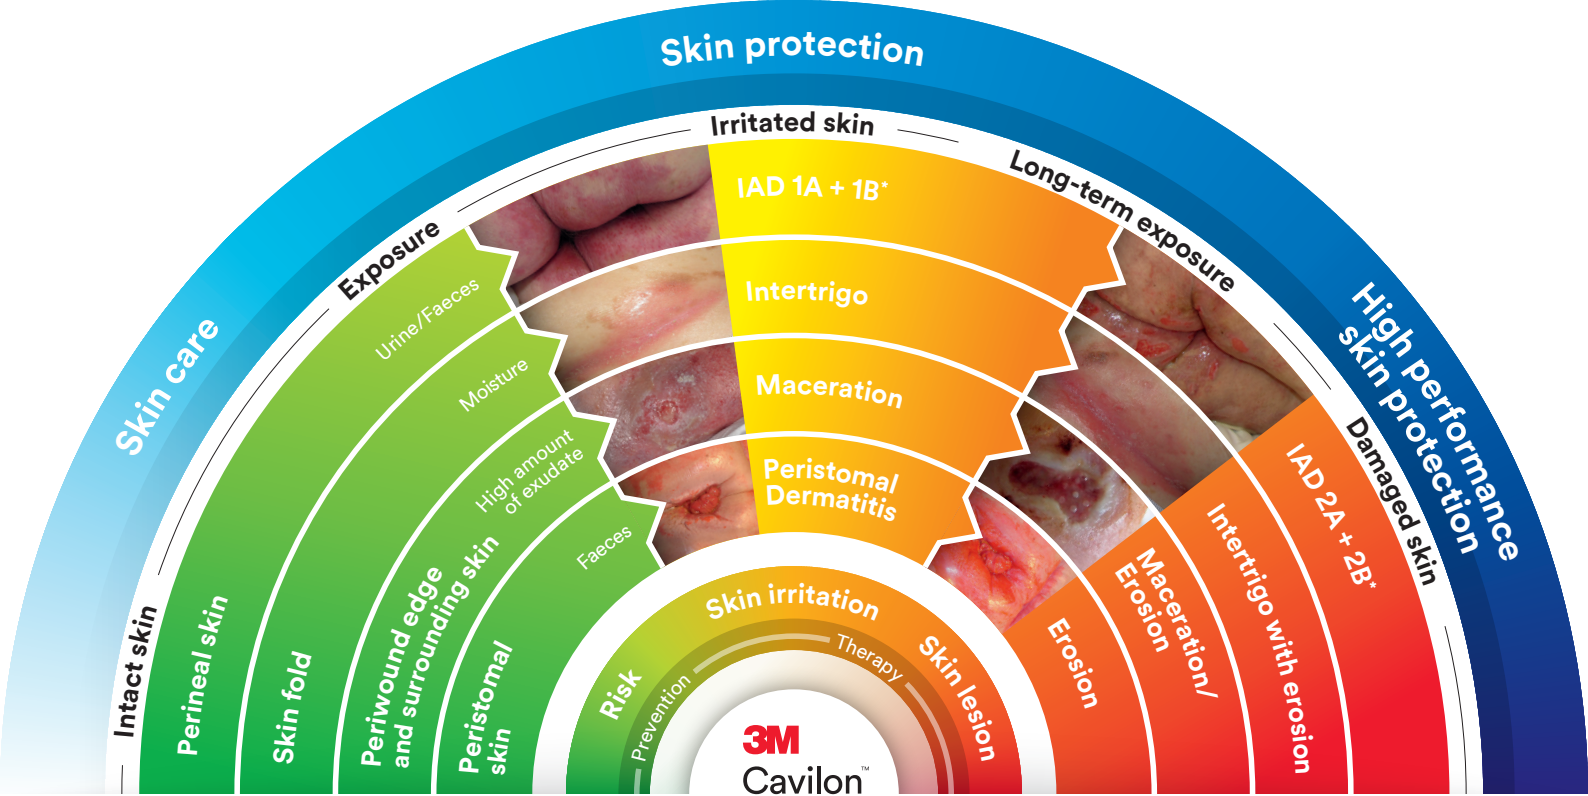 Skin care
Skin protection
High performance
skin protection
Intact skin
Exposure
Irritated skin
Long-term exposure
Damaged skin
Perineal skin
Urine/Faeces
IAD 1A + 1B*
IAD 2A + 2B*
Skin fold
Moisture
Intertrigo
Intertrigo with erosion
Periwound edge
and surrounding skin
High amount
of exudate
Maceration
Maceration/
Erosion
Peristomal
skin
Faeces
Peristomal
Dermatitis
Erosion
Risk
Skin irritation
Skin lesion
Prevention
Therapy
3M
Cavilon™